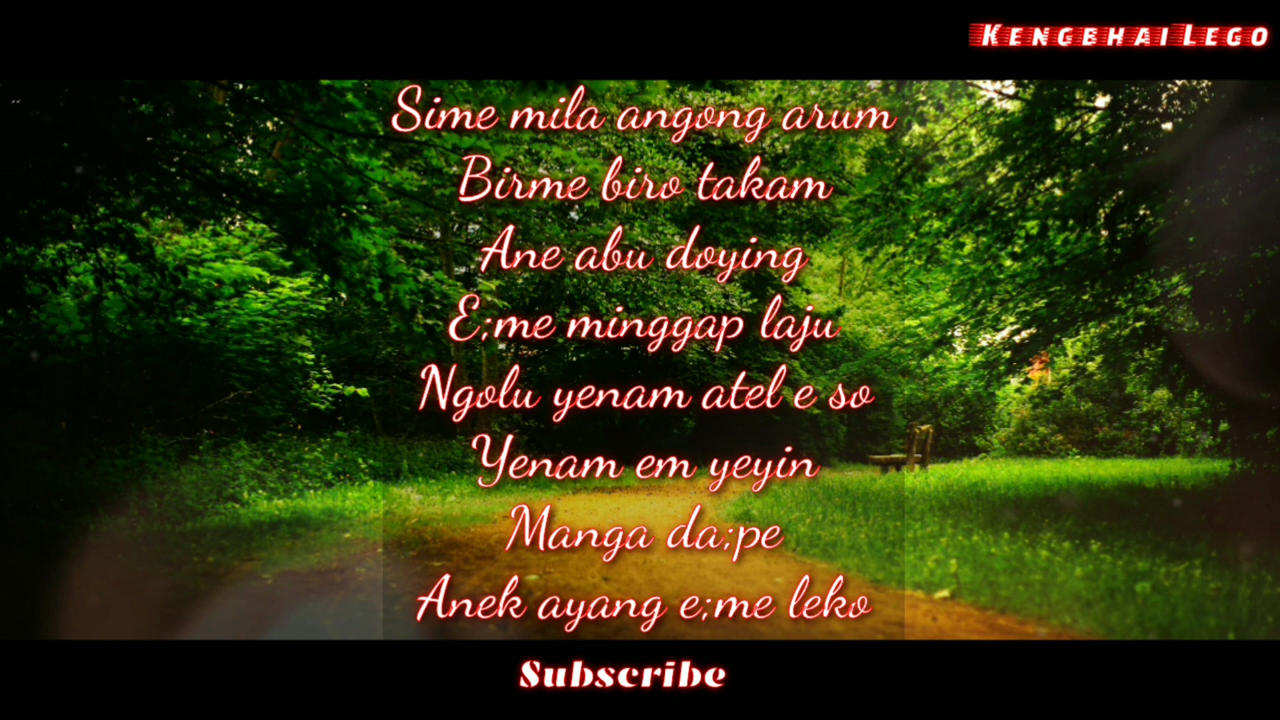 Kengbhai Lego
Sime mila angong arum
Birme biro takam
Ane abu doying
E;me minggap laju
Ngolu yenam atel e so
Yenam em yeyin
Manga da;pe
Anek ayang e;me leko
Subscribe